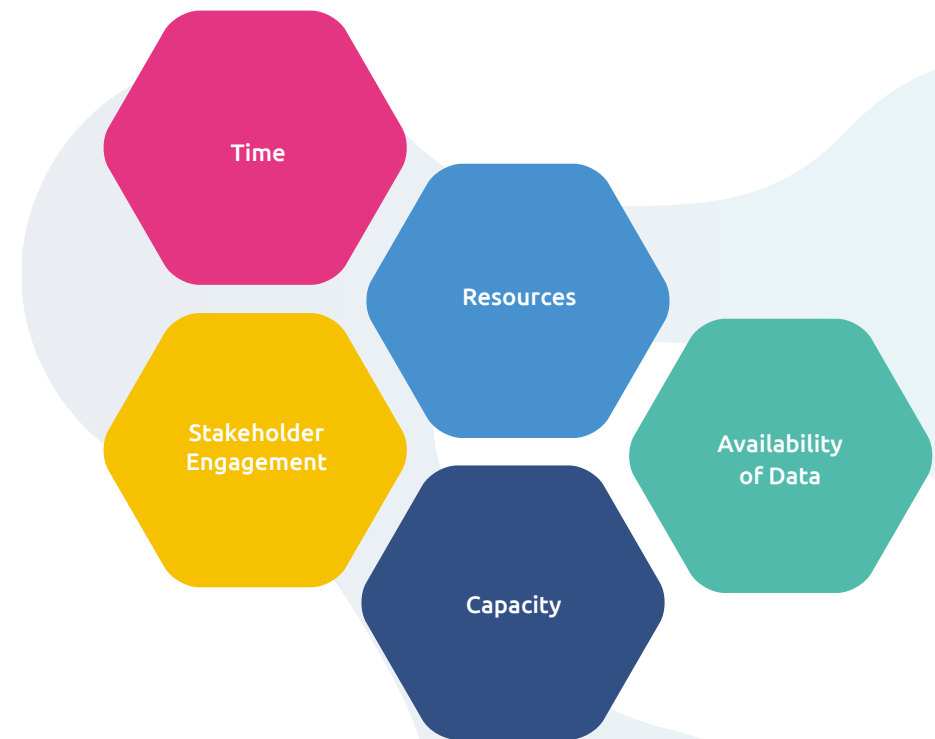 Time
Resources
Stakeholder
Engagement
Availability
of Data
Capacity